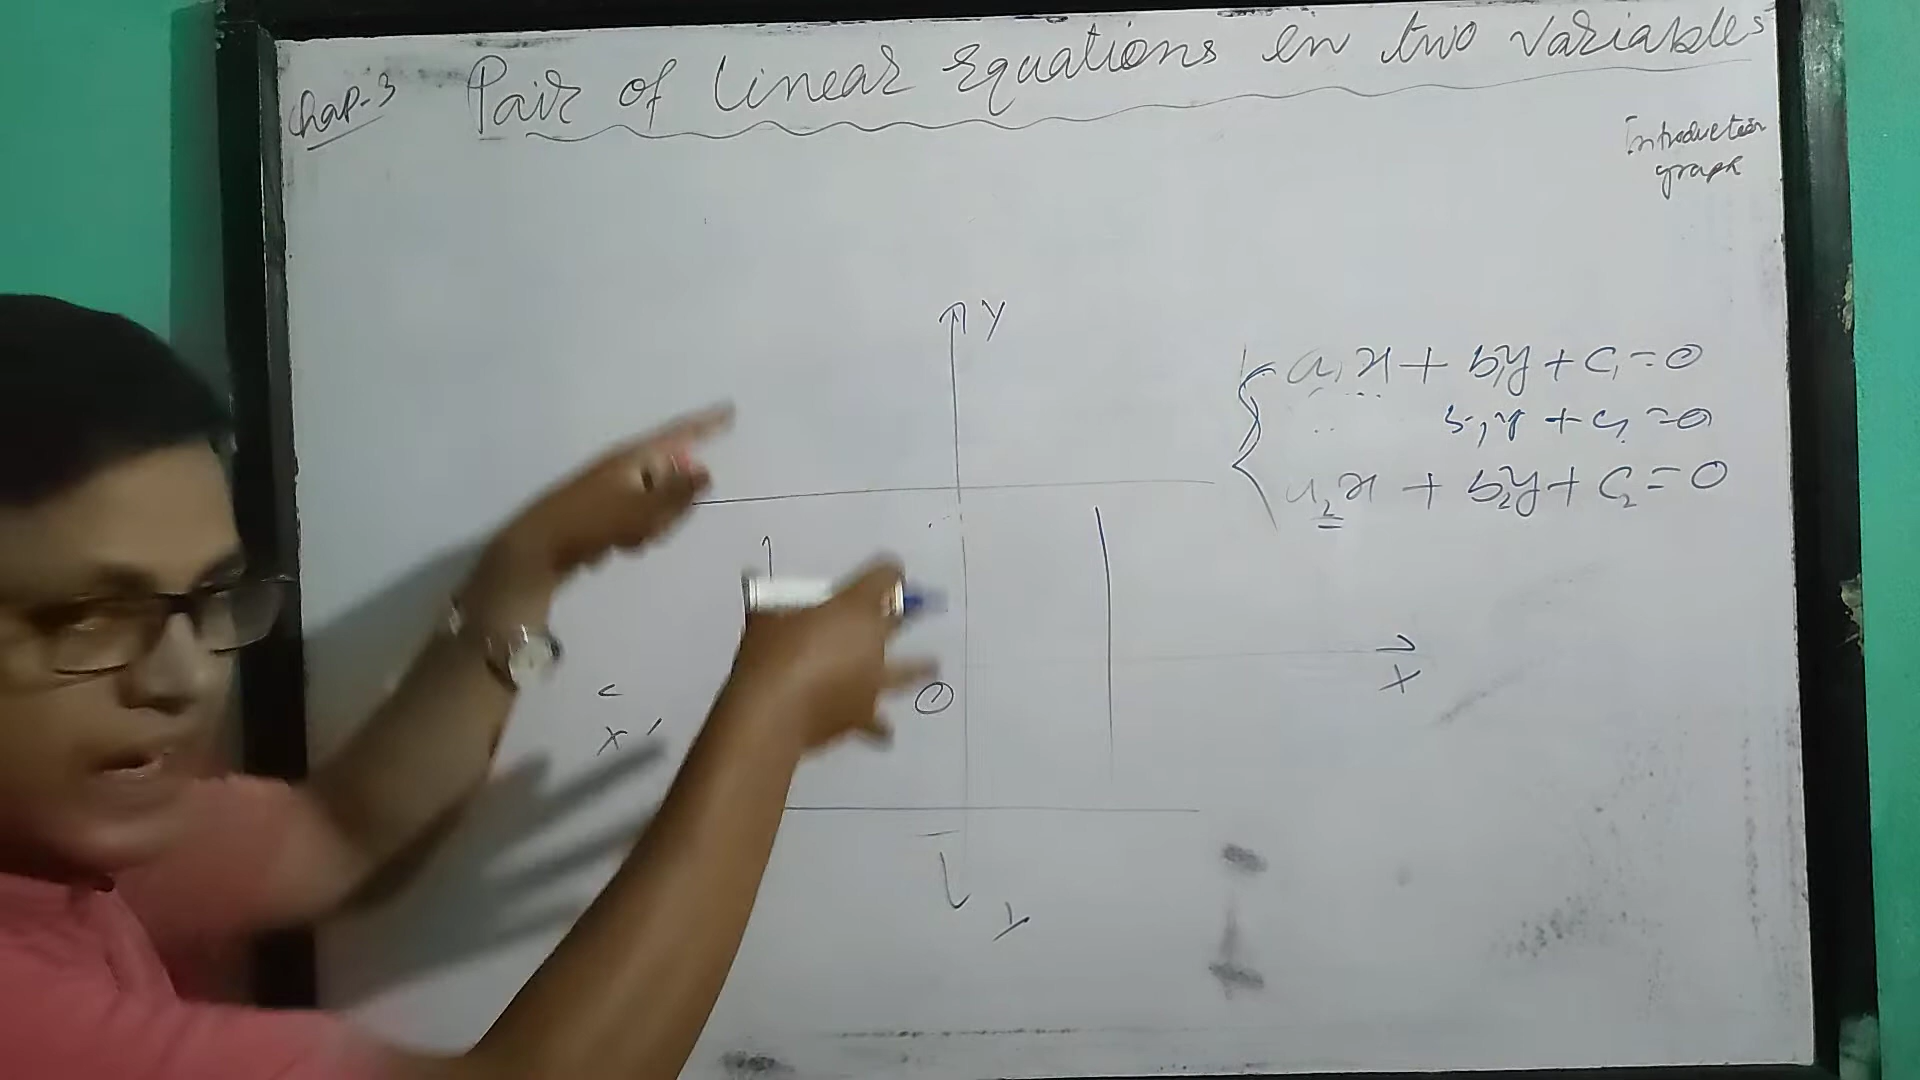 Chap-3 Pair of Linear Equations in two variables
Introduction
graph
Y
a₁x + b₁y + c₁ = 0
b₁y + c₁ = 0
a₂x + b₂y + c₂ = 0
O
X
X′
Y